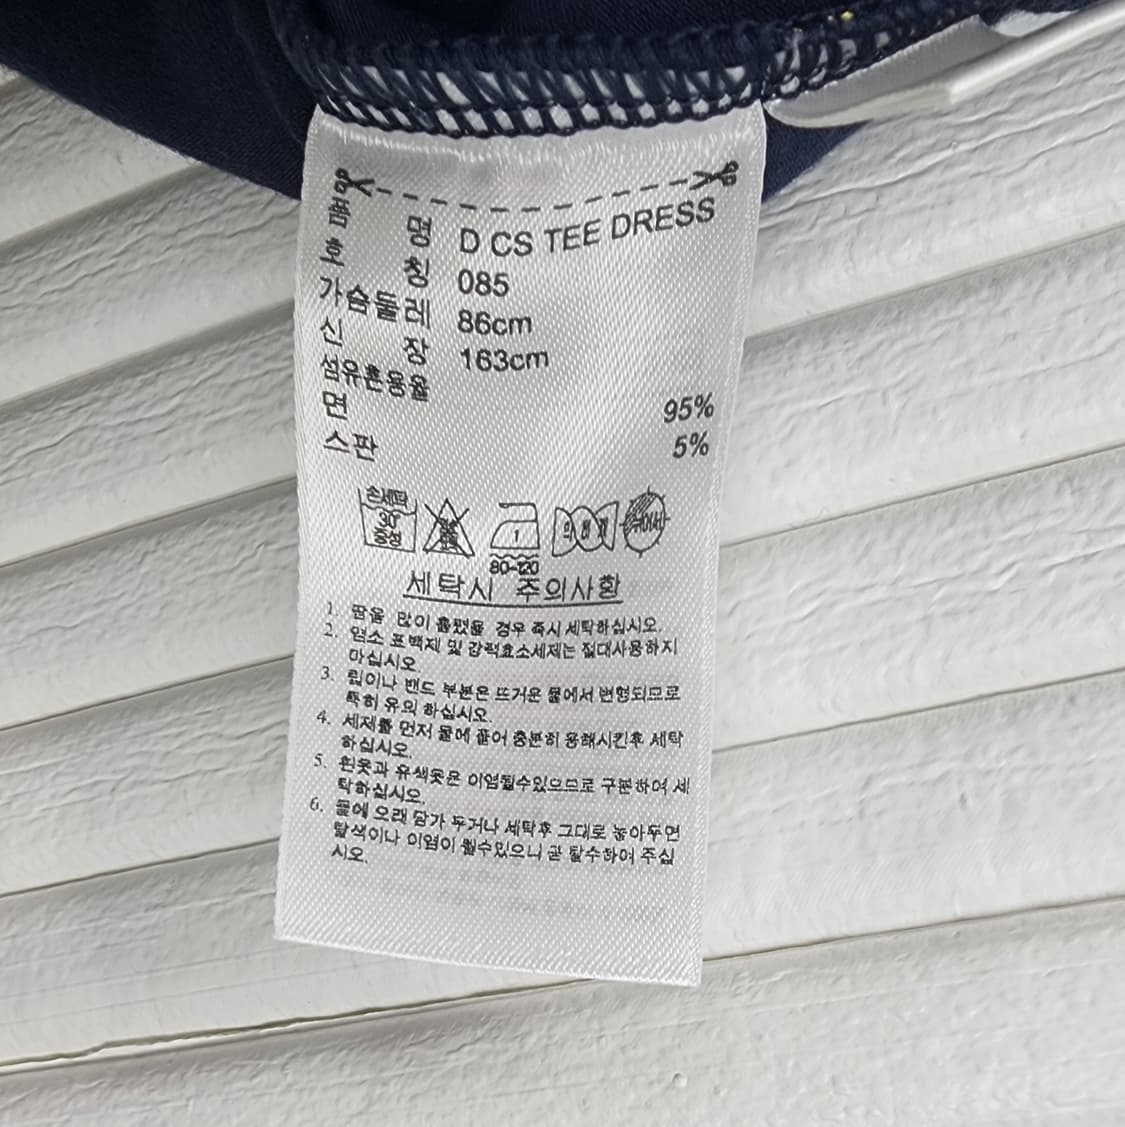 품 명 D CS TEE DRESS
호 칭 085
가슴둘레 86cm
신 장 163cm
섬유혼용율
면 95%
스판 5%
손세탁
30°
중성
1
80-120
세탁시 주의사항
1. 땀을 많이 흘렸을 경우 즉시 세탁하십시오.
2. 염소 표백제 및 강력효소세제는 절대사용하지
마십시오
3. 립이나 밴드 부분은 뜨거운 물에서 변형되므로
특히 유의 하십시오.
4. 세제를 먼저 물에 풀어 충분히 용해시킨후 세탁
하십시오.
5. 흰옷과 유색옷은 이염될수있으므로 구분하여 세
탁하십시오.
6. 물에 오래 담가 두거나 세탁후 그대로 놓아두면
탈색이나 이염이 될수있으니 곧 탈수하여 주십
시오.